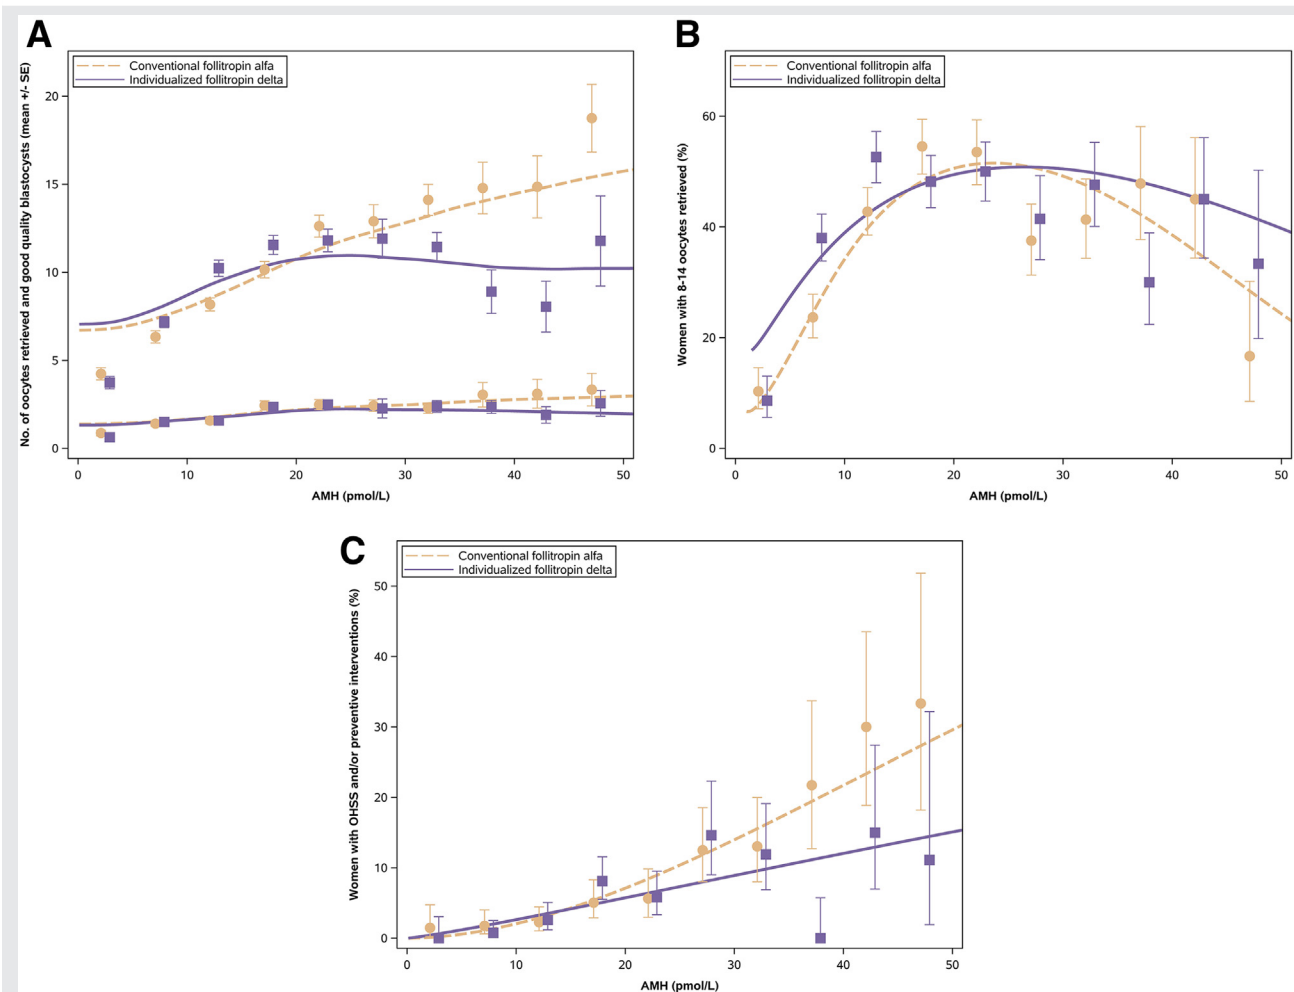 A
No. of oocytes retrieved and good quality blastocysts (mean +/- SE)
Conventional follitropin alfa
Individualized follitropin delta
20
15
10
5
0
0 10 20 30 40 50
AMH (pmol/L)
B
Women with 8-14 oocytes retrieved (%)
Conventional follitropin alfa
Individualized follitropin delta
60
40
20
0
0 10 20 30 40 50
AMH (pmol/L)
C
Women with OHSS and/or preventive interventions (%)
Conventional follitropin alfa
Individualized follitropin delta
50
40
30
20
10
0
0 10 20 30 40 50
AMH (pmol/L)